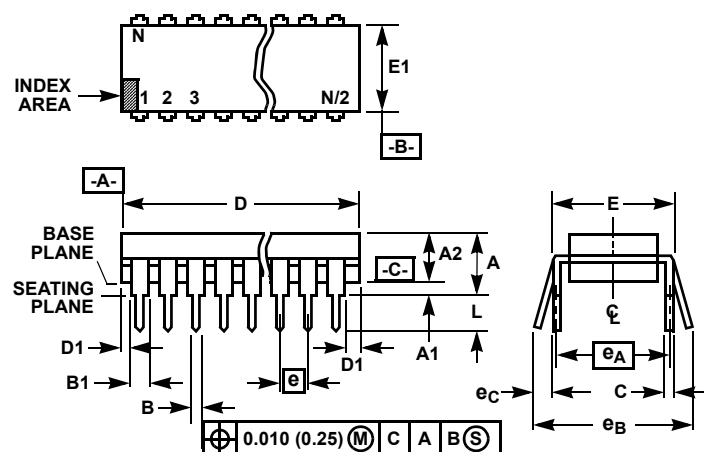 N
E1
INDEX
AREA
1 2 3 N/2
-B-
-A-
D
E
BASE
PLANE
A2
A
-C-
SEATING
PLANE
L
CL
D1
A1
D1
eA
B1
e
eC
C
B
eB
0.010 (0.25) M C A B S